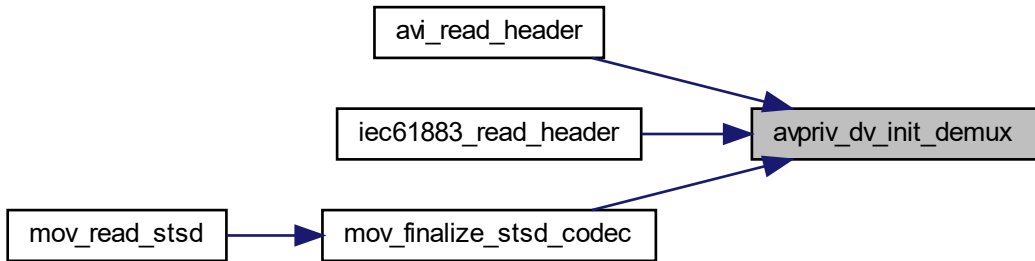 avi_read_header
iec61883_read_header
avpriv_dv_init_demux
mov_read_stsd
mov_finalize_stsd_codec